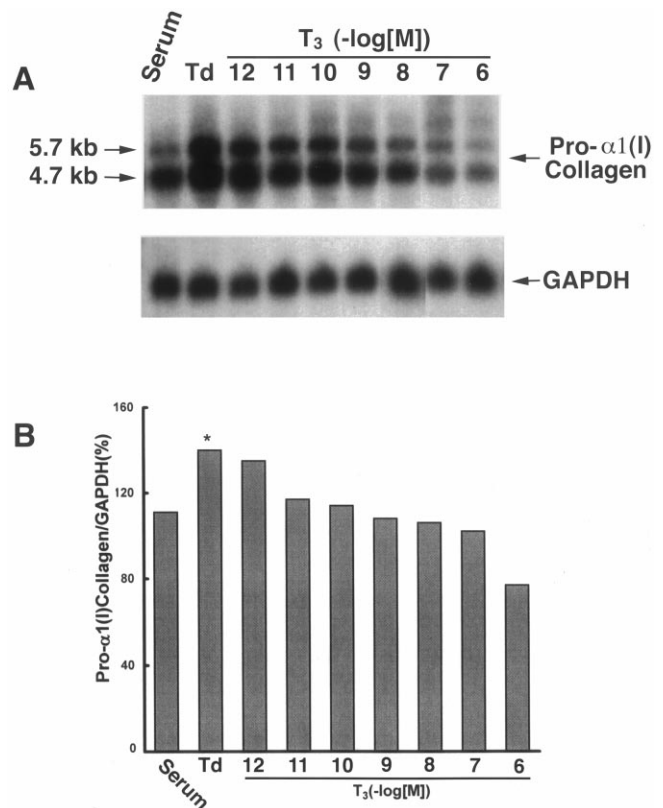 T3 (-log[M])
Serum Td 12 11 10 9 8 7 6
A
5.7 kb
4.7 kb
Pro-α1(I)
Collagen
GAPDH
B
Pro-α1(I)Collagen/GAPDH(%)
160
120
80
40
0
*
Serum Td 12 11 10 9 8 7 6
T3(-log[M])